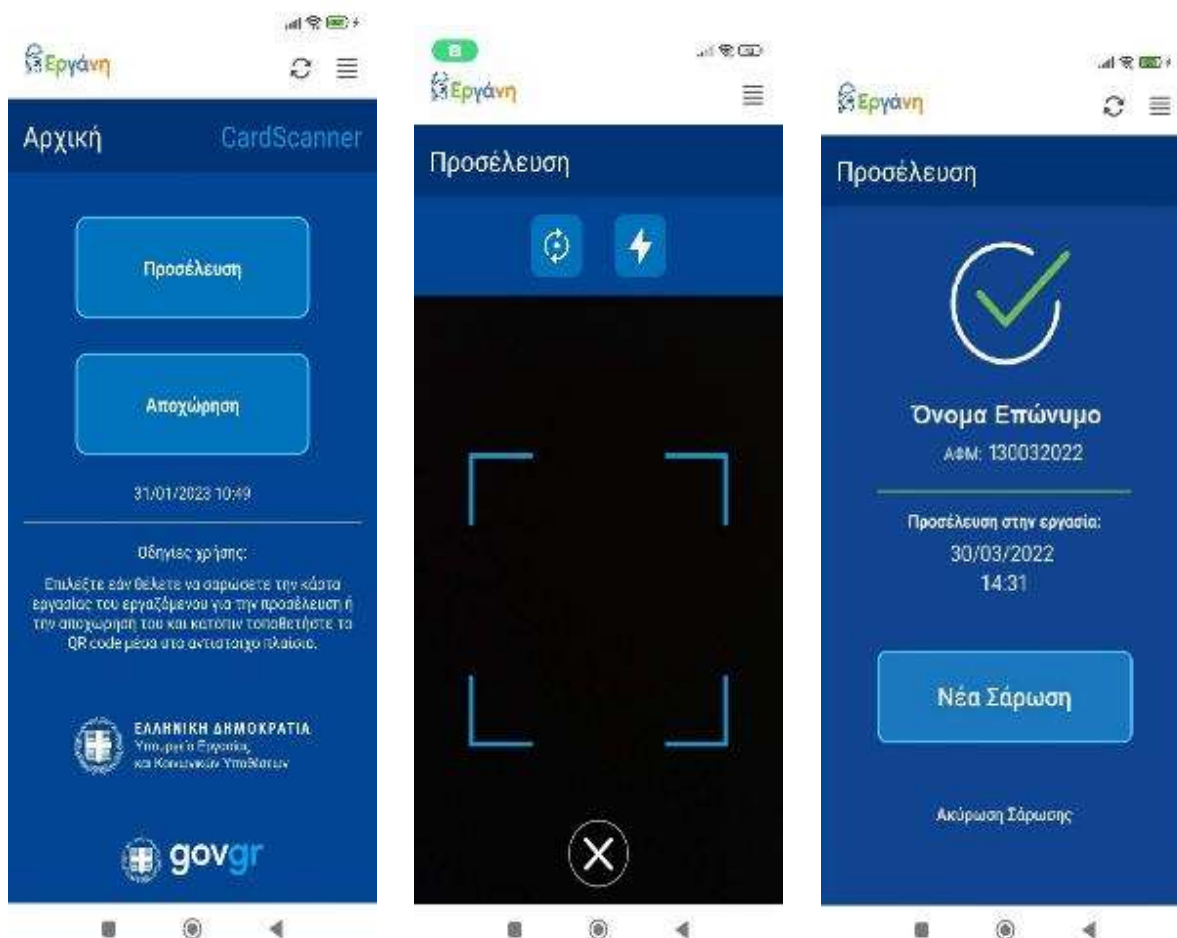 Εργάνη
Αρχική
CardScanner
Προσέλευση
Αποχώρηση
31/01/2023 10:49
Οδηγίες χρήσης:
Επιλέξτε εάν θέλετε να σαρώσετε την κάρτα
εργασίας του εργαζόμενου για την προσέλευση ή
την αποχώρηση του και κατόπιν τοποθετήστε το
QR code μέσα στο αντίστοιχο πλαίσιο.
ΕΛΛΗΝΙΚΗ ΔΗΜΟΚΡΑΤΙΑ
Υπουργείο Εργασίας
και Κοινωνικών Υποθέσεων
govgr
Εργάνη
Προσέλευση
Εργάνη
Προσέλευση
Όνομα Επώνυμο
ΑΦΜ: 130032022
Προσέλευση στην εργασία:
30/03/2022
14:31
Νέα Σάρωση
Ακύρωση Σάρωσης